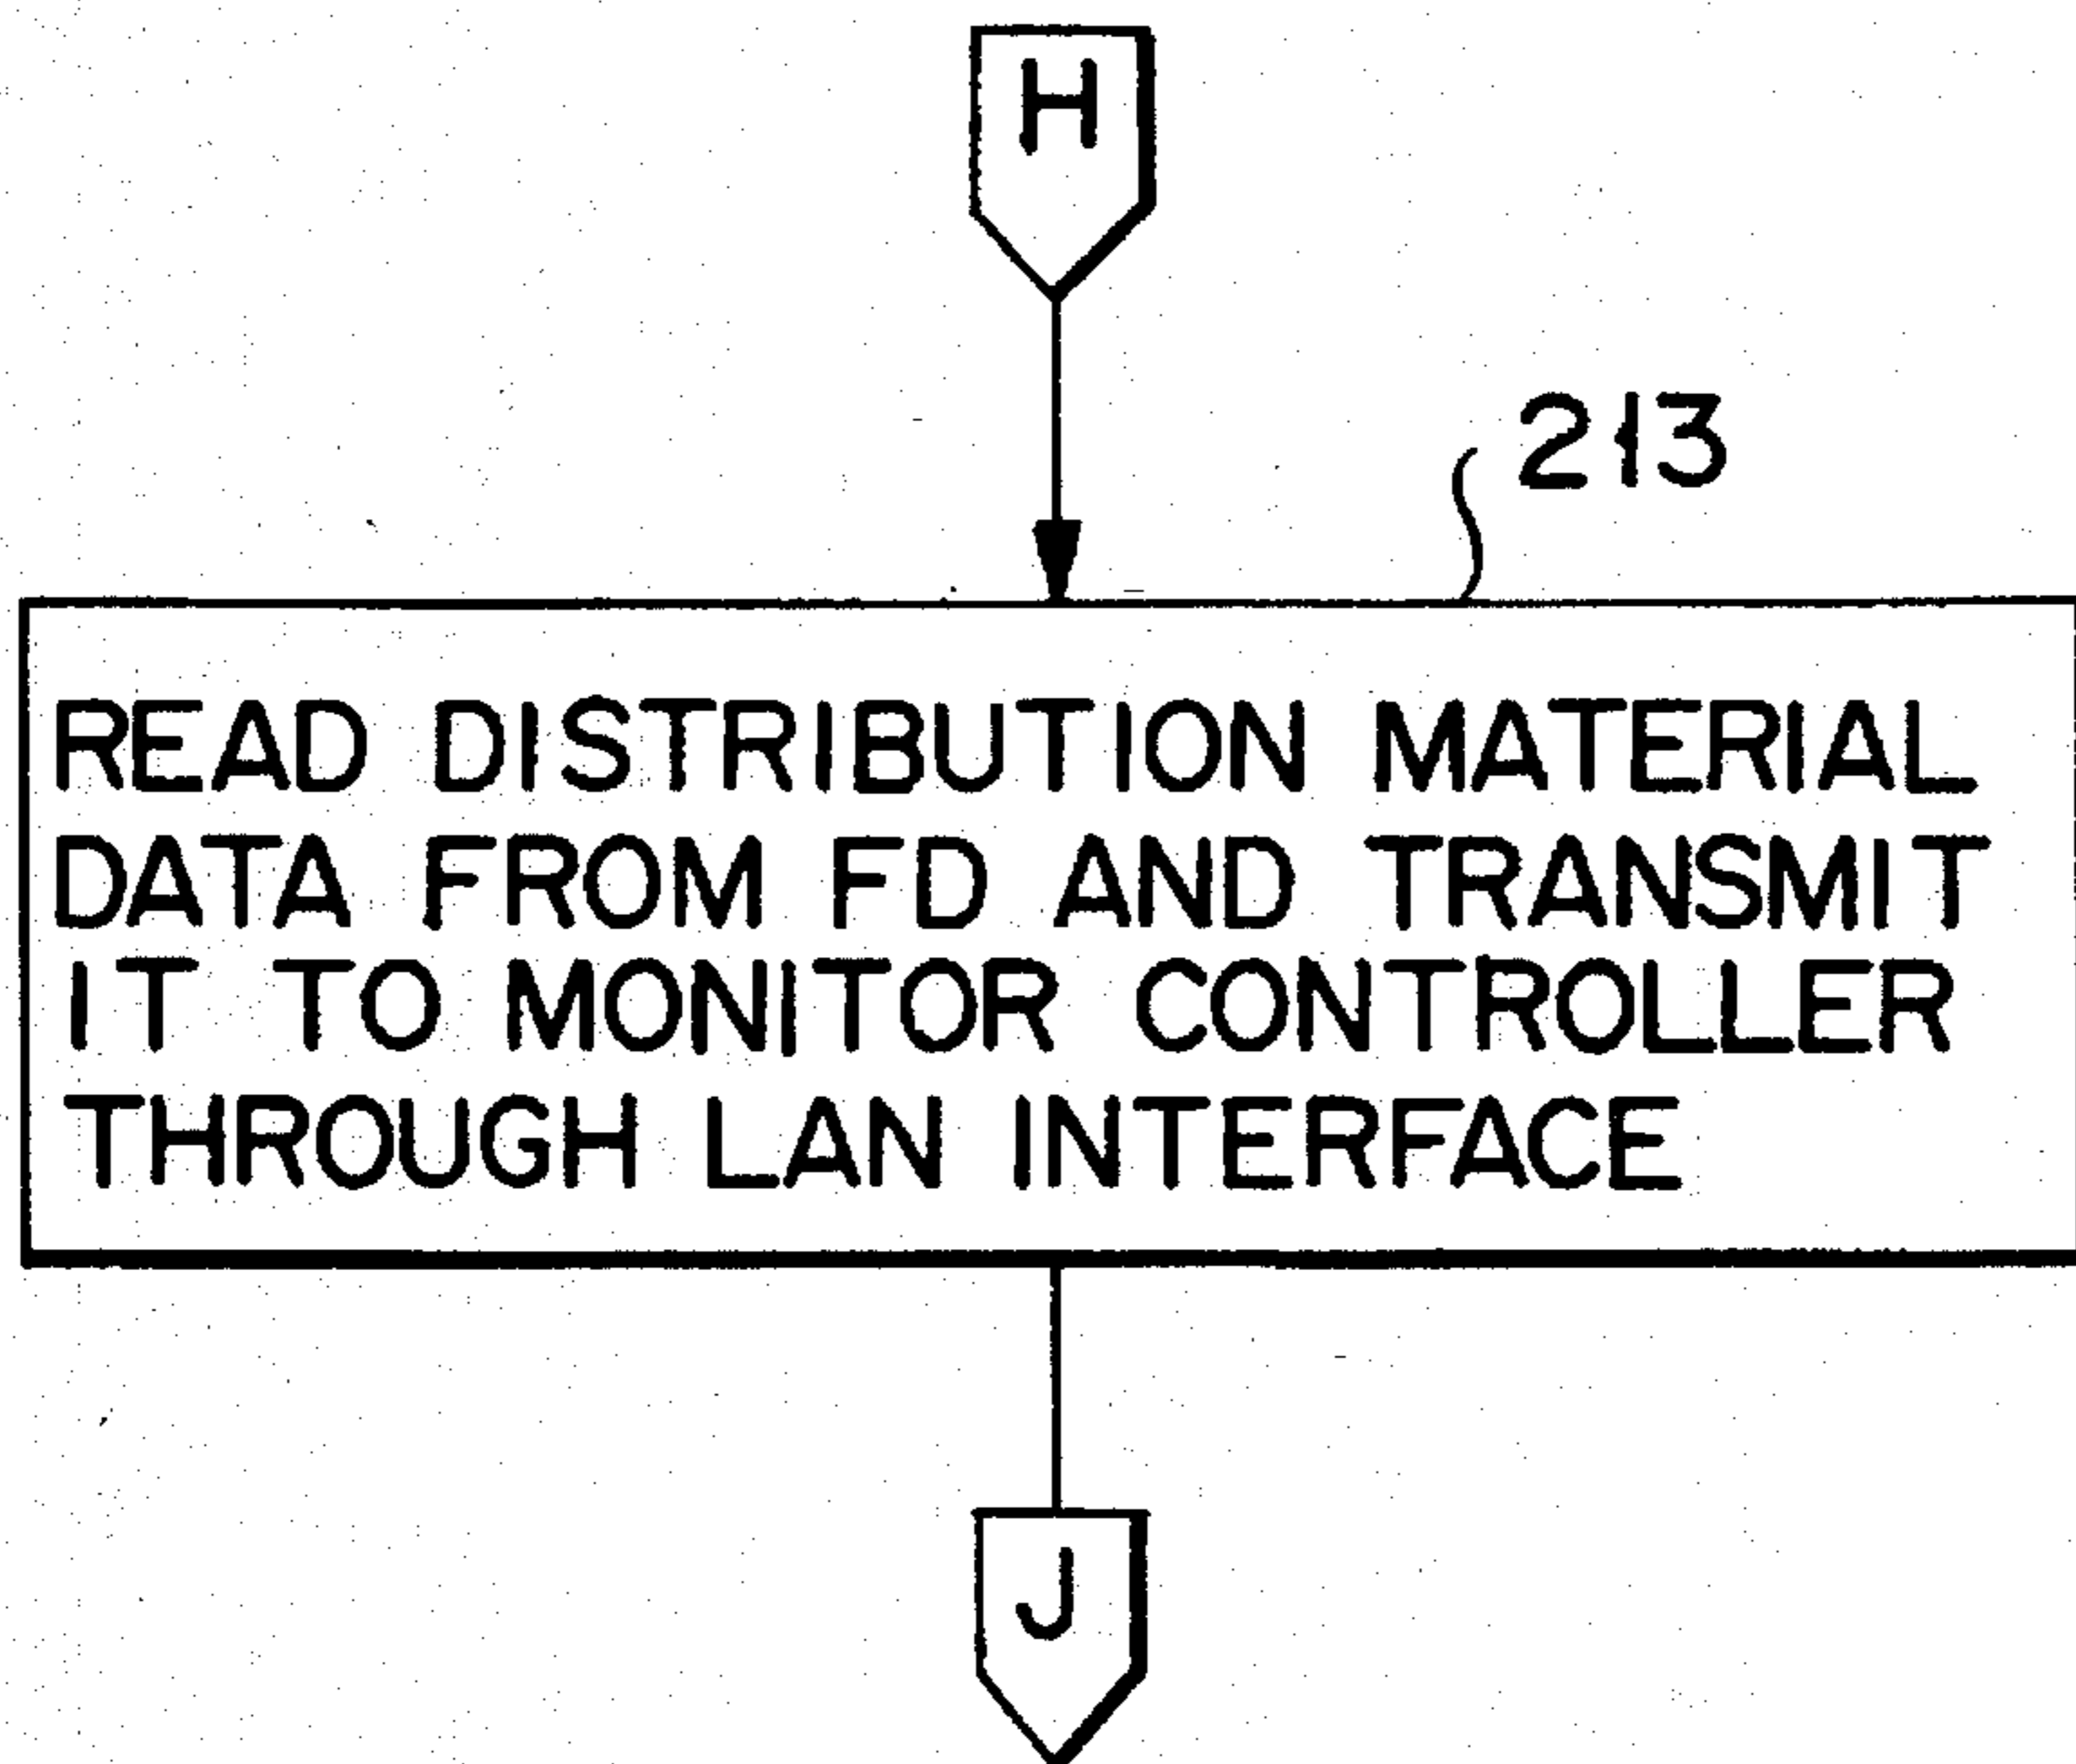 H
213
READ DISTRIBUTION MATERIAL
DATA FROM FD AND TRANSMIT
IT TO MONITOR CONTROLLER
THROUGH LAN INTERFACE
J